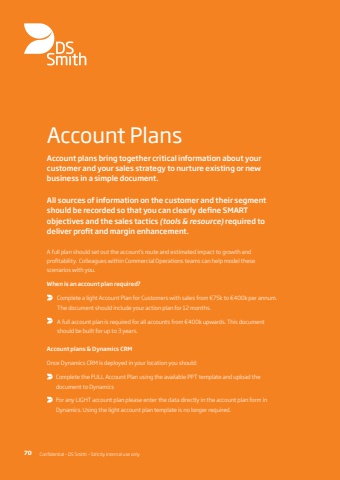 DS
Smith
Account Plans
Account plans bring together critical information about your
customer and your sales strategy to nurture existing or new
business in a simple document.
All sources of information on the customer and their segment
should be recorded so that you can clearly define SMART
objectives and the sales tactics (tools & resource) required to
deliver profit and margin enhancement.
A full plan should set out the account's route and estimated impact to growth and
profitability. Colleagues within Commercial Operations teams can help model these
scenarios with you.
When is an account plan required?
Complete a light Account Plan for Customers with sales from €75k to €400k per annum.
The document should include your action plan for 12 months.
A full account plan is required for all accounts from €400k upwards. This document
should be built for up to 3 years.
Account plans & Dynamics CRM
Once Dynamics CRM is deployed in your location you should:
Complete the FULL Account Plan using the available PPT template and upload the
document to Dynamics
For any LIGHT account plan please enter the data directly in the account plan form in
Dynamics. Using the light account plan template is no longer required.
70 Confidential - DS Smith - Strictly internal use only